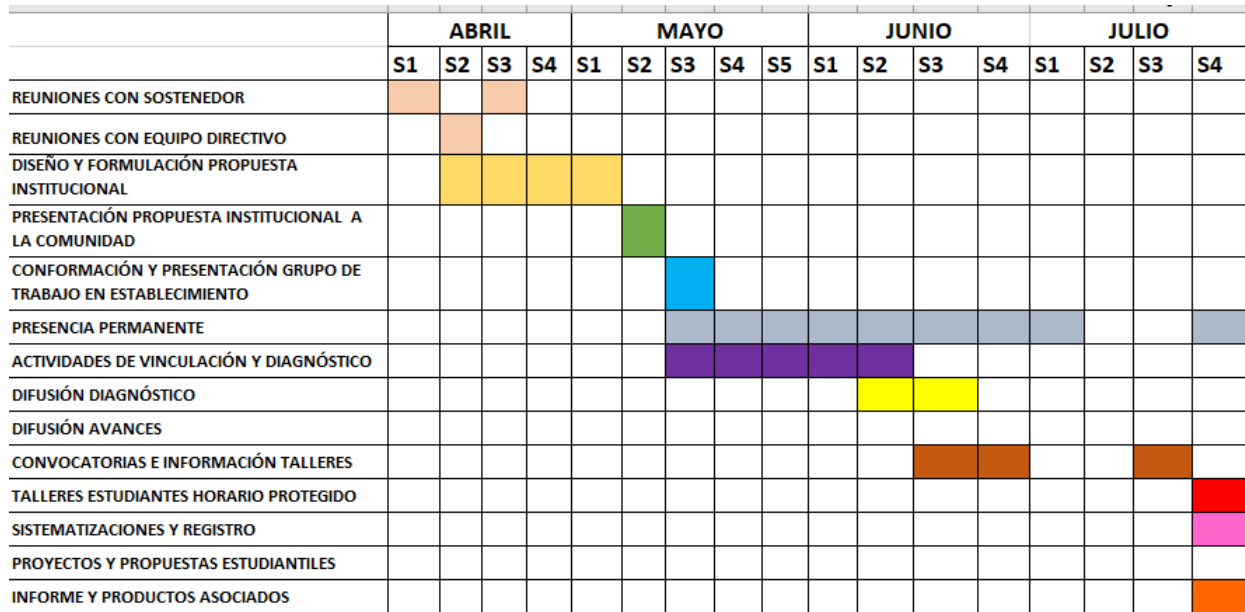 ABRIL MAYO JUNIO JULIO
S1 S2 S3 S4 S1 S2 S3 S4 S5 S1 S2 S3 S4 S1 S2 S3 S4
REUNIONES CON SOSTENEDOR
REUNIONES CON EQUIPO DIRECTIVO
DISEÑO Y FORMULACIÓN PROPUESTA
INSTITUCIONAL
PRESENTACIÓN PROPUESTA INSTITUCIONAL A
LA COMUNIDAD
CONFORMACIÓN Y PRESENTACIÓN GRUPO DE
TRABAJO EN ESTABLECIMIENTO
PRESENCIA PERMANENTE
ACTIVIDADES DE VINCULACIÓN Y DIAGNÓSTICO
DIFUSIÓN DIAGNÓSTICO
DIFUSIÓN AVANCES
CONVOCATORIAS E INFORMACIÓN TALLERES
TALLERES ESTUDIANTES HORARIO PROTEGIDO
SISTEMATIZACIONES Y REGISTRO
PROYECTOS Y PROPUESTAS ESTUDIANTILES
INFORME Y PRODUCTOS ASOCIADOS